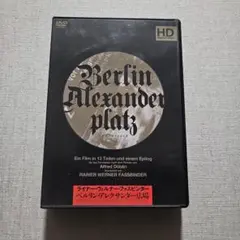 HD
Berlin
Alexander
platz
Ein Film in 13 Teilen und einem Epilog
Alfred Döblin
RAINER WERNER FASSBINDER
ライナー・ヴェルナー・ファスビンダー
ベルリン・アレクサンダー広場